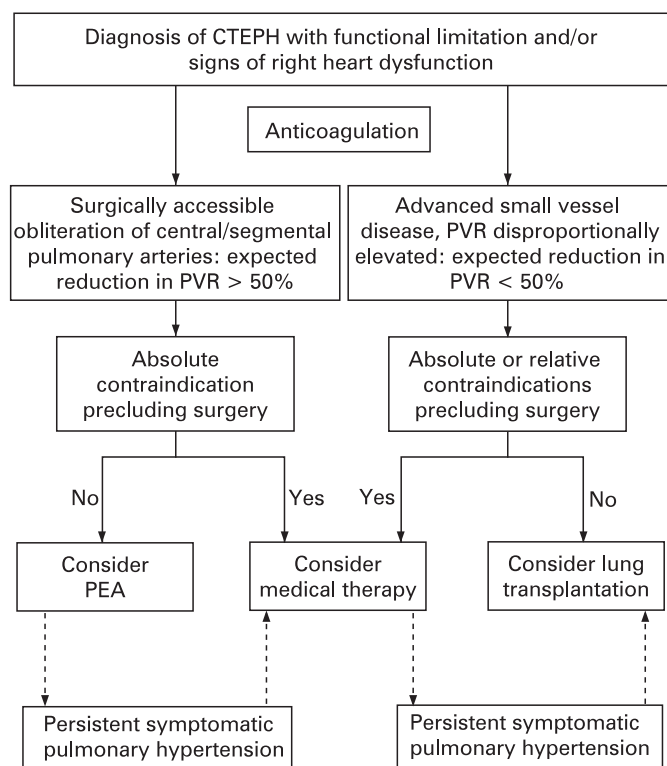 Diagnosis of CTEPH with functional limitation and/or
signs of right heart dysfunction
Anticoagulation
Surgically accessible
obliteration of central/segmental
pulmonary arteries: expected
reduction in PVR > 50%
Advanced small vessel
disease, PVR disproportionally
elevated: expected reduction in
PVR < 50%
Absolute
contraindication
precluding surgery
Absolute or relative
contraindications
precluding surgery
No
Yes
Yes
No
Consider
PEA
Consider
medical therapy
Consider lung
transplantation
Persistent symptomatic
pulmonary hypertension
Persistent symptomatic
pulmonary hypertension